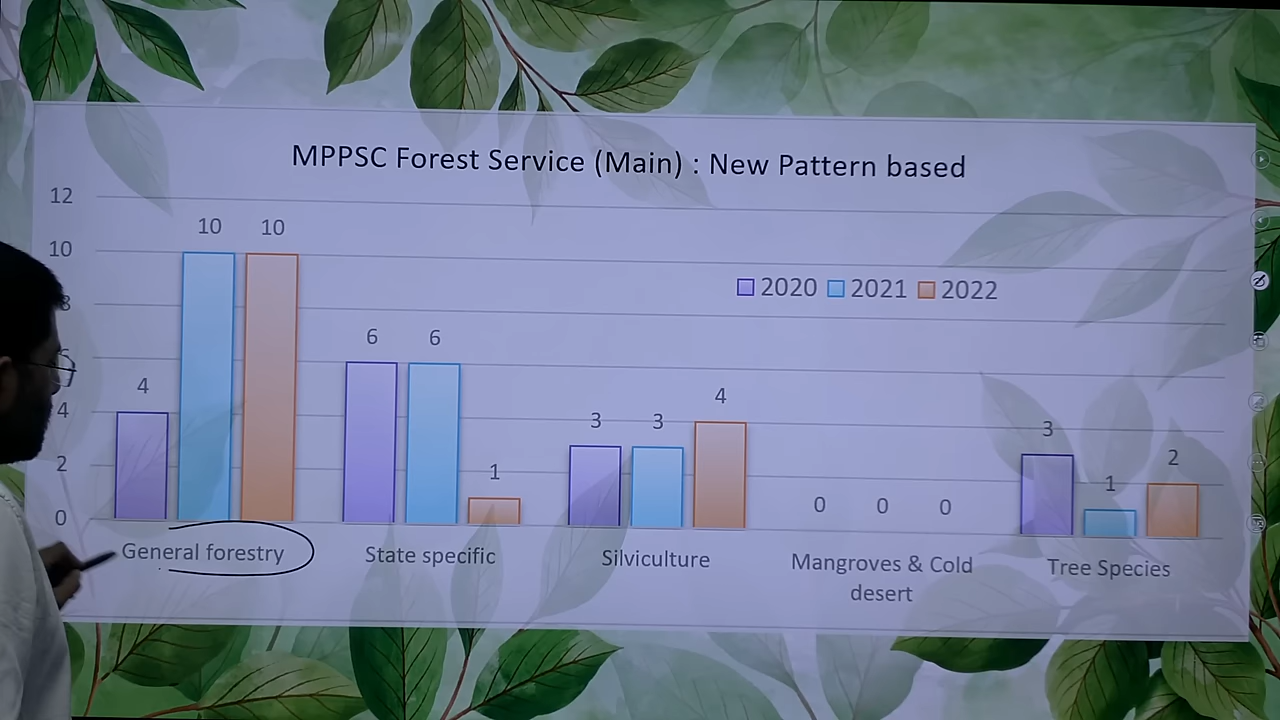 MPPSC Forest Service (Main) : New Pattern based
12
10
8
6
4
2
0
2020 2021 2022
4 10 10
6 6 1
3 3 4
0 0 0
3 1 2
General forestry
State specific
Silviculture
Mangroves & Cold
desert
Tree Species